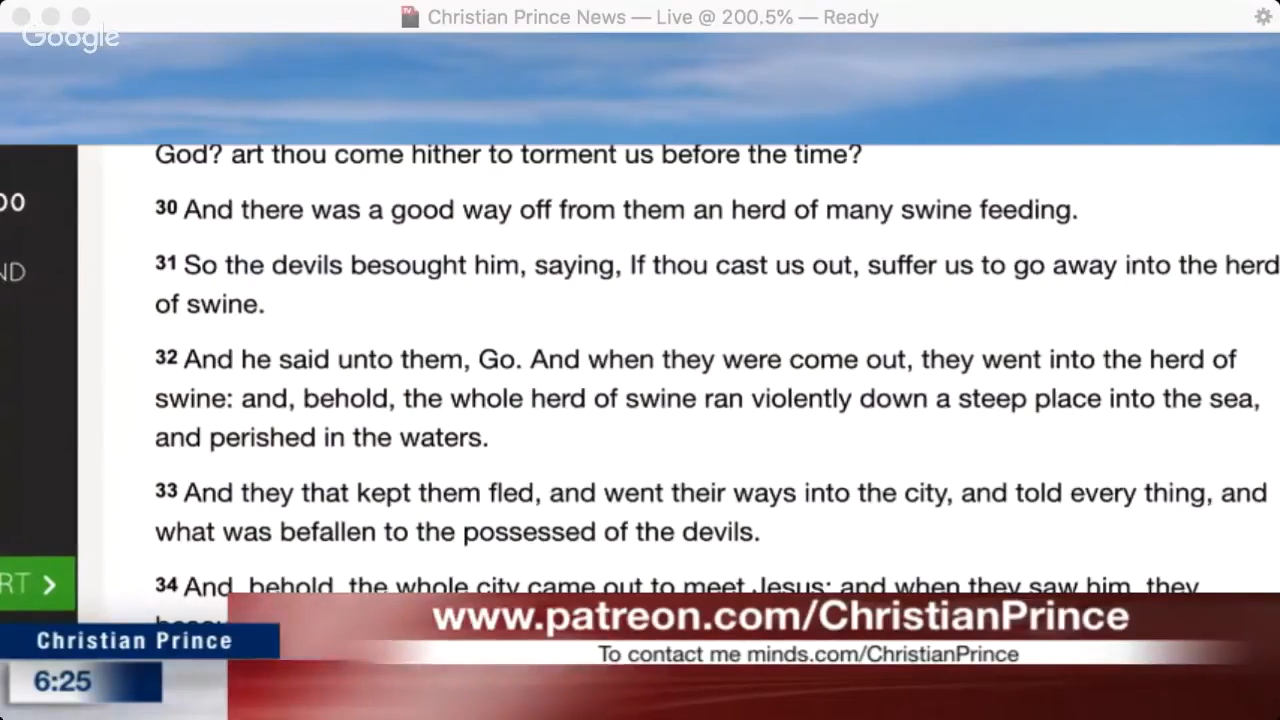 Christian Prince News — Live @ 200.5% — Ready
Google
God? art thou come hither to torment us before the time?
30 And there was a good way off from them an herd of many swine feeding.
31 So the devils besought him, saying, If thou cast us out, suffer us to go away into the herd
of swine.
32 And he said unto them, Go. And when they were come out, they went into the herd of
swine: and, behold, the whole herd of swine ran violently down a steep place into the sea,
and perished in the waters.
33 And they that kept them fled, and went their ways into the city, and told every thing, and
what was befallen to the possessed of the devils.
34 And, behold, the whole city came out to meet Jesus: and when they saw him, they
ND
RT
www.patreon.com/ChristianPrince
To contact me minds.com/ChristianPrince
Christian Prince
6:25